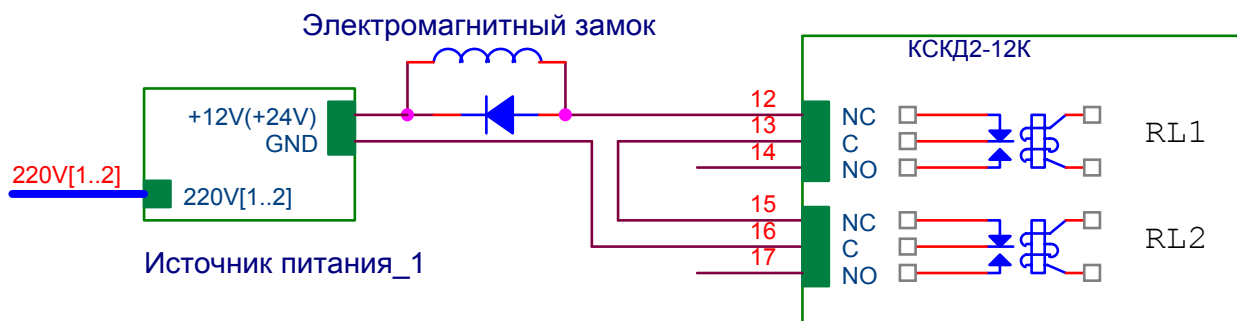 Электромагнитный замок
КСКД2-12К
+12V(+24V)
GND
220V[1..2]
220V[1..2]
Источник питания_1
12
NC
13
C
14
NO
RL1
15
NC
16
C
17
NO
RL2